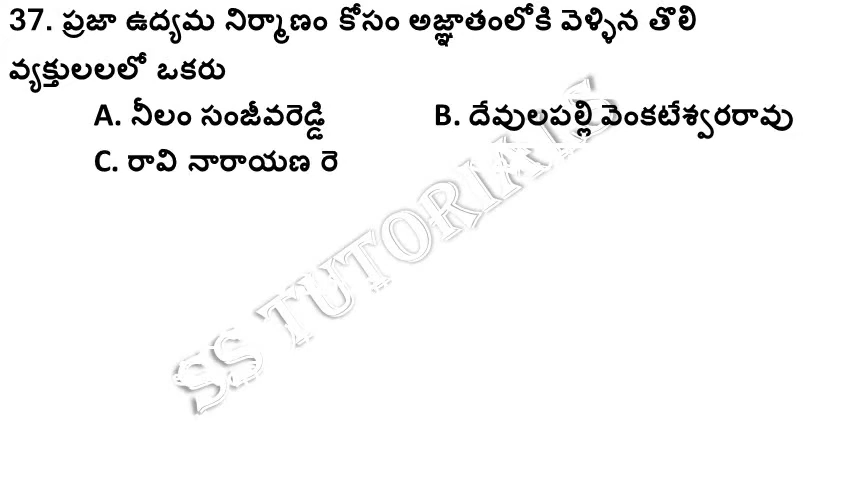 37. ప్రజా ఉద్యమ నిర్మాణం కోసం అజ్ఞాతంలోకి వెళ్ళిన తొలి
వ్యక్తులలలో ఒకరు
A. నీలం సంజీవరెడ్డి B. దేవులపల్లి వెంకటేశ్వరరావు
C. రావి నారాయణ రె
SS TUTORIALS